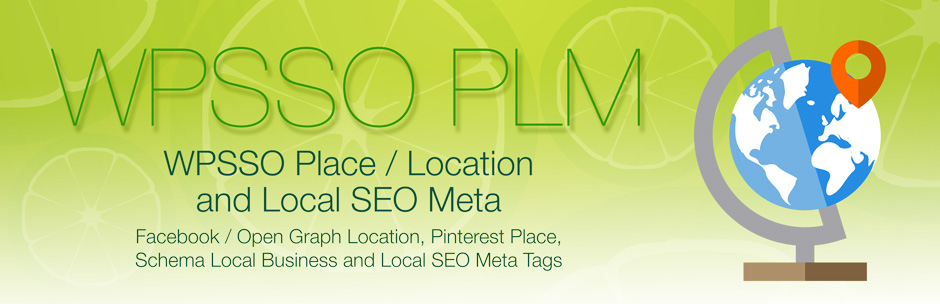 WPSSO PLM
WPSSO Place / Location
and Local SEO Meta
Facebook / Open Graph Location, Pinterest Place,
Schema Local Business and Local SEO Meta Tags